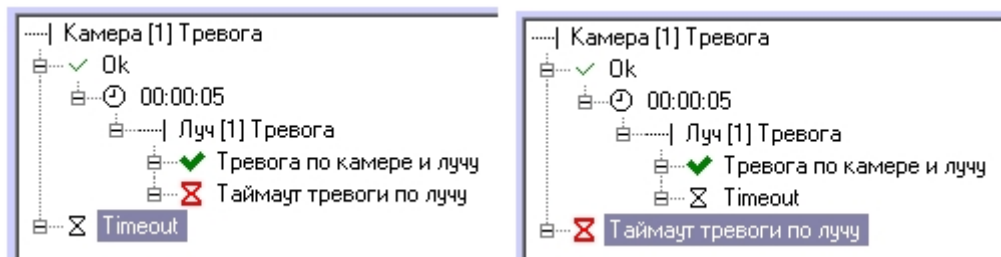 Камера [1] Тревога
Ok
00:00:05
Луч [1] Тревога
Тревога по камере и лучу
Таймаут тревоги по лучу
Timeout
Камера [1] Тревога
Ok
00:00:05
Луч [1] Тревога
Тревога по камере и лучу
Timeout
Таймаут тревоги по лучу